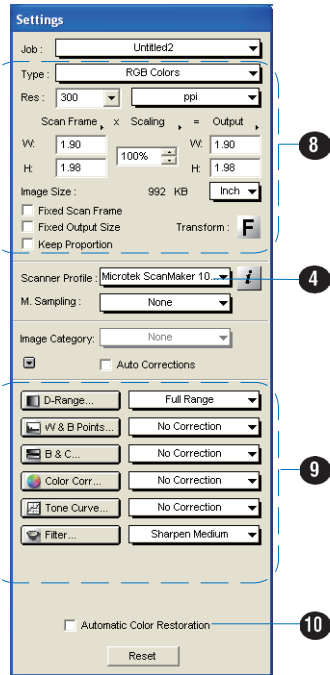 Settings
Job : Untitled2
Type : RGB Colors
Res : 300 ppi
Scan Frame x Scaling = Output
W: 1.90 100% W: 1.90
H: 1.98 H: 1.98
8
Image Size : 992 KB Inch
Fixed Scan Frame
Fixed Output Size Transform : F
Keep Proportion
Scanner Profile : Microtek ScanMaker 10... i 4
M. Sampling : None
Image Category: None
Auto Corrections
D-Range... Full Range
W & B Points... No Correction
B & C... No Correction
9
Color Corr... No Correction
Tone Curve... No Correction
Filter... Sharpen Medium
Automatic Color Restoration 10
Reset